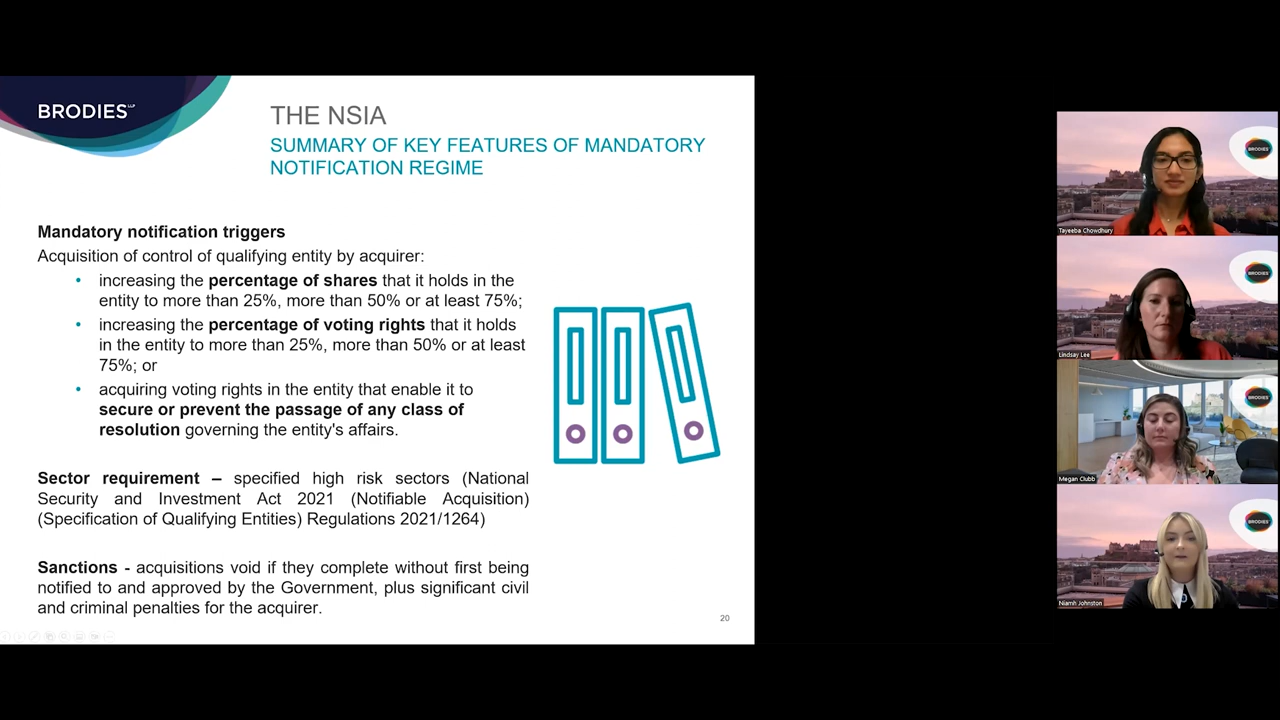 BRODIES LLP
THE NSIA
SUMMARY OF KEY FEATURES OF MANDATORY
NOTIFICATION REGIME
Mandatory notification triggers
Acquisition of control of qualifying entity by acquirer:
• increasing the percentage of shares that it holds in the
entity to more than 25%, more than 50% or at least 75%;
• increasing the percentage of voting rights that it holds
in the entity to more than 25%, more than 50% or at least
75%; or
• acquiring voting rights in the entity that enable it to
secure or prevent the passage of any class of
resolution governing the entity's affairs.
Sector requirement – specified high risk sectors (National
Security and Investment Act 2021 (Notifiable Acquisition)
(Specification of Qualifying Entities) Regulations 2021/1264)
Sanctions - acquisitions void if they complete without first being
notified to and approved by the Government, plus significant civil
and criminal penalties for the acquirer.
20
BRODIES
Tayeeba Chowdhury
BRODIES
Lindsay Lee
BRODIES
Megan Clubb
BRODIES
Niamh Johnston